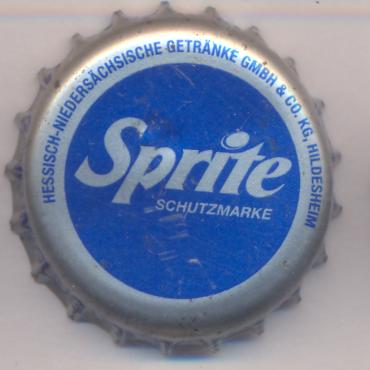 HESSISCH-NIEDERSÄCHSISCHE GETRÄNKE GMBH & CO. KG, HILDESHEIM
Sprite
SCHUTZMARKE